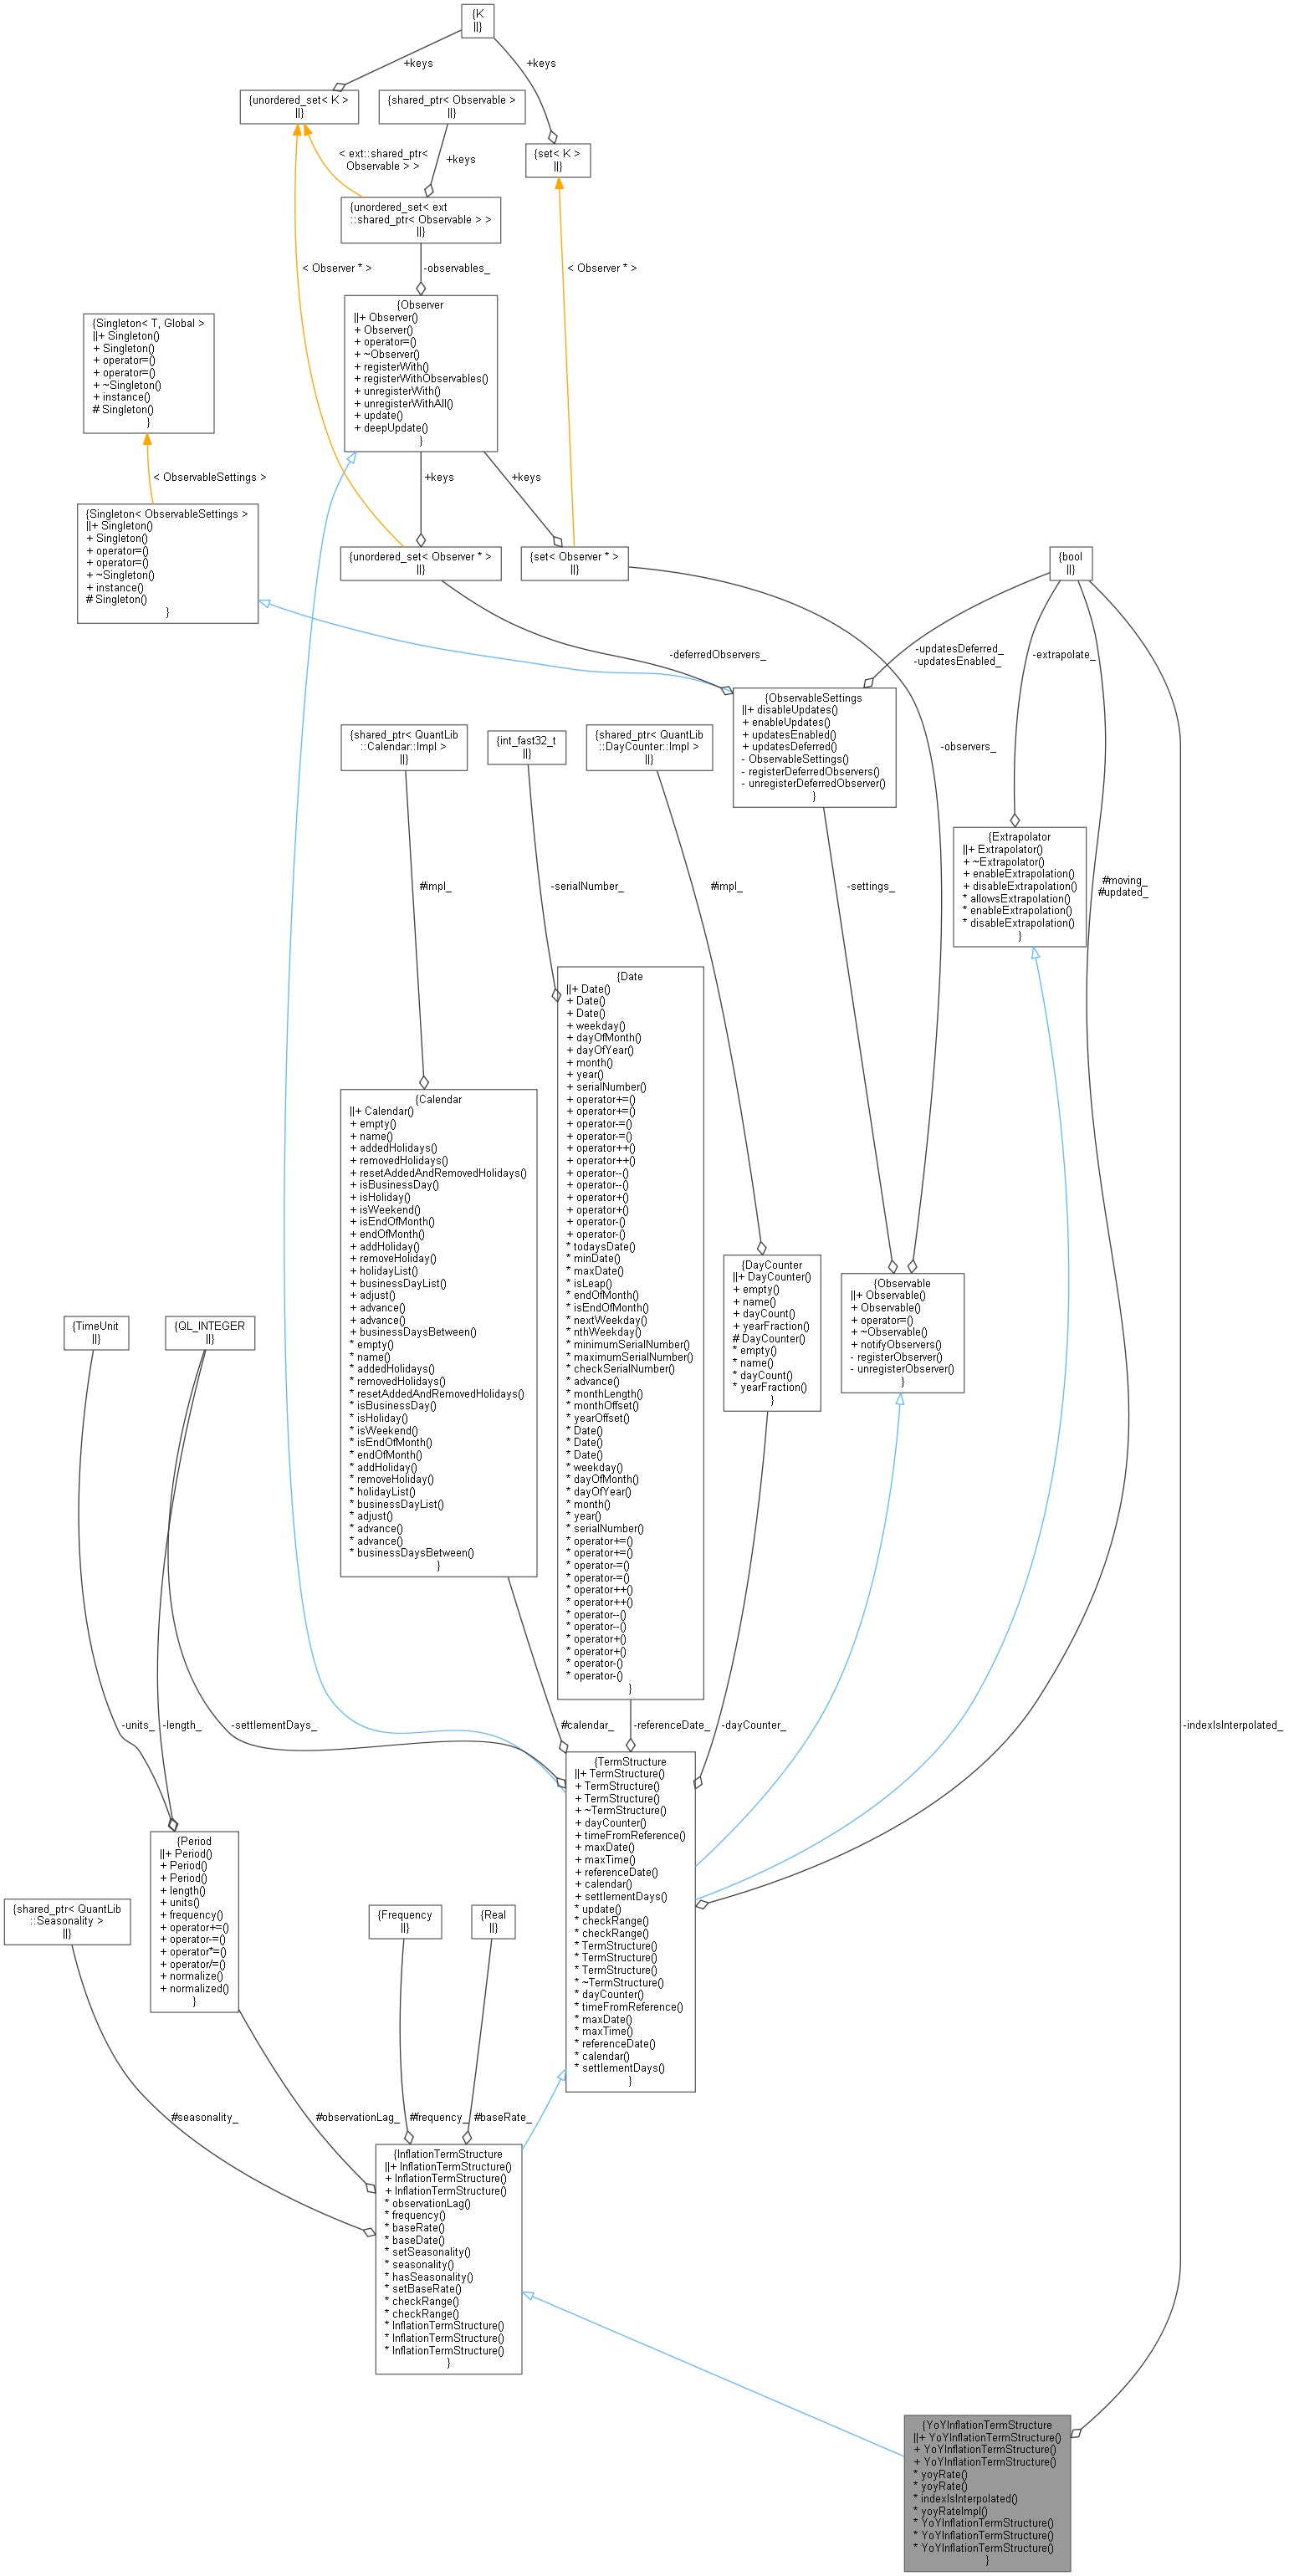 {K
||}
+keys
+keys
{unordered_set< K >
||}
{shared_ptr< Observable >
||}
{set< K >
||}
< ext::shared_ptr<
Observable > >
+keys
{unordered_set< ext
::shared_ptr< Observable > >
||}
< Observer * >
-observables_
< Observer * >
{Observer
||+ Observer()
+ Observer()
+ operator=()
+ ~Observer()
+ registerWith()
+ registerWithObservables()
+ unregisterWith()
+ unregisterWithAll()
+ update()
+ deepUpdate()
}
{Singleton< T, Global >
||+ Singleton()
+ Singleton()
+ operator=()
+ operator=()
+ ~Singleton()
+ instance()
# Singleton()
}
< ObservableSettings >
+keys
+keys
{Singleton< ObservableSettings >
||+ Singleton()
+ Singleton()
+ operator=()
+ operator=()
+ ~Singleton()
+ instance()
# Singleton()
}
{unordered_set< Observer * >
||}
{set< Observer * >
||}
{bool
||}
-deferredObservers_
-updatesDeferred_
-updatesEnabled_
-extrapolate_
{ObservableSettings
||+ disableUpdates()
+ enableUpdates()
+ updatesEnabled()
+ updatesDeferred()
- ObservableSettings()
- registerDeferredObservers()
- unregisterDeferredObserver()
}
-observers_
{shared_ptr< QuantLib
::Calendar::Impl >
||}
{int_fast32_t
||}
{shared_ptr< QuantLib
::DayCounter::Impl >
||}
{Extrapolator
||+ Extrapolator()
+ ~Extrapolator()
+ enableExtrapolation()
+ disableExtrapolation()
* allowsExtrapolation()
* enableExtrapolation()
* disableExtrapolation()
}
#impl_
-serialNumber_
#impl_
-settings_
#moving_
#updated_
{Date
||+ Date()
+ Date()
+ Date()
+ weekday()
+ dayOfMonth()
+ dayOfYear()
+ month()
+ year()
+ serialNumber()
+ operator+=()
+ operator+=()
+ operator-=()
+ operator-=()
+ operator++()
+ operator++()
+ operator--()
+ operator--()
+ operator+()
+ operator+()
+ operator-()
+ operator-()
* todaysDate()
* minDate()
* maxDate()
* isLeap()
* endOfMonth()
* isEndOfMonth()
* nextWeekday()
* nthWeekday()
* minimumSerialNumber()
* maximumSerialNumber()
* checkSerialNumber()
* advance()
* monthLength()
* monthOffset()
* yearOffset()
* Date()
* Date()
* Date()
* weekday()
* dayOfMonth()
* dayOfYear()
* month()
* year()
* serialNumber()
* operator+=()
* operator+=()
* operator-=()
* operator-=()
* operator++()
* operator++()
* operator--()
* operator--()
* operator+()
* operator+()
* operator-()
* operator-()
}
{Calendar
||+ Calendar()
+ empty()
+ name()
+ addedHolidays()
+ removedHolidays()
+ resetAddedAndRemovedHolidays()
+ isBusinessDay()
+ isHoliday()
+ isWeekend()
+ isEndOfMonth()
+ endOfMonth()
+ addHoliday()
+ removeHoliday()
+ holidayList()
+ businessDayList()
+ adjust()
+ advance()
+ advance()
+ businessDaysBetween()
* empty()
* name()
* addedHolidays()
* removedHolidays()
* resetAddedAndRemovedHolidays()
* isBusinessDay()
* isHoliday()
* isWeekend()
* isEndOfMonth()
* endOfMonth()
* addHoliday()
* removeHoliday()
* holidayList()
* businessDayList()
* adjust()
* advance()
* advance()
* businessDaysBetween()
}
{DayCounter
||+ DayCounter()
+ empty()
+ name()
+ dayCount()
+ yearFraction()
# DayCounter()
* empty()
* name()
* dayCount()
* yearFraction()
}
{Observable
||+ Observable()
+ Observable()
+ operator=()
+ ~Observable()
+ notifyObservers()
- registerObserver()
- unregisterObserver()
}
{TimeUnit
||}
{QL_INTEGER
||}
-units_
-length_
-settlementDays_
#calendar_
-referenceDate_
-dayCounter_
-indexIsInterpolated_
{TermStructure
||+ TermStructure()
+ TermStructure()
+ TermStructure()
+ ~TermStructure()
+ dayCounter()
+ timeFromReference()
+ maxDate()
+ maxTime()
+ referenceDate()
+ calendar()
+ settlementDays()
* update()
* checkRange()
* checkRange()
* TermStructure()
* TermStructure()
* TermStructure()
* ~TermStructure()
* dayCounter()
* timeFromReference()
* maxDate()
* maxTime()
* referenceDate()
* calendar()
* settlementDays()
}
{Period
||+ Period()
+ Period()
+ Period()
+ length()
+ units()
+ frequency()
+ operator+=()
+ operator-=()
+ operator*=()
+ operator/=()
+ normalize()
+ normalized()
}
{shared_ptr< QuantLib
::Seasonality >
||}
{Frequency
||}
{Real
||}
#seasonality_
#observationLag_
#frequency_
#baseRate_
{InflationTermStructure
||+ InflationTermStructure()
+ InflationTermStructure()
+ InflationTermStructure()
* observationLag()
* frequency()
* baseRate()
* baseDate()
* setSeasonality()
* seasonality()
* hasSeasonality()
* setBaseRate()
* checkRange()
* checkRange()
* InflationTermStructure()
* InflationTermStructure()
* InflationTermStructure()
}
{YoYInflationTermStructure
||+ YoYInflationTermStructure()
+ YoYInflationTermStructure()
+ YoYInflationTermStructure()
* yoyRate()
* yoyRate()
* indexIsInterpolated()
* yoyRateImpl()
* YoYInflationTermStructure()
* YoYInflationTermStructure()
* YoYInflationTermStructure()
}